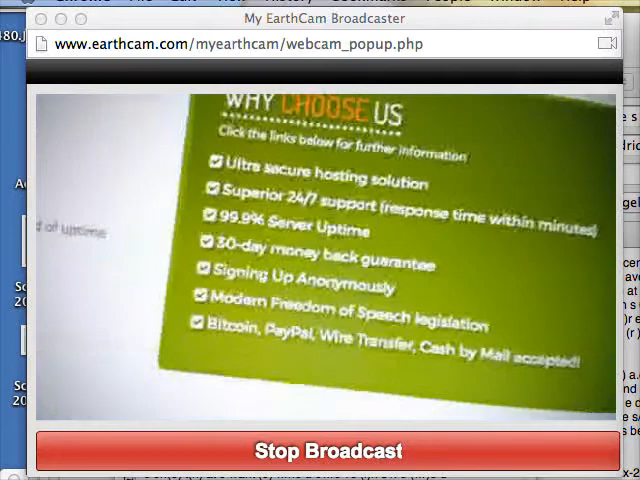 My EarthCam Broadcaster
www.earthcam.com/myearthcam/webcam_popup.php
WHY CHOOSE US
Click the links below for further information
Ultra secure hosting solution
Superior 24/7 support (response time within minutes)
99.9% Server Uptime
of uptime
30-day money back guarantee
Signing Up Anonymously
Modern Freedom of Speech legislation
Bitcoin, PayPal, Wire Transfer, Cash by Mail accepted!
Stop Broadcast